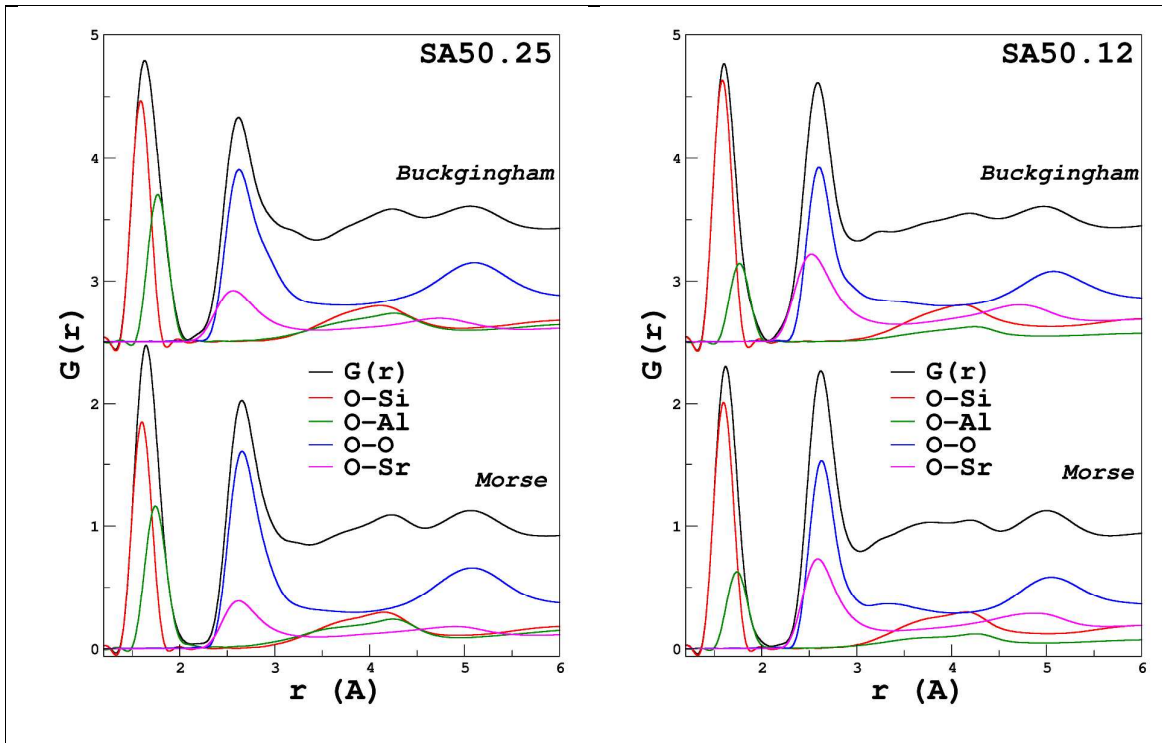 SA50.25
5
4
3
2
1
0
G(r)
Buckgingham
G(r)
O-Si
O-Al
O-O
O-Sr
Morse
2
3
4
5
6
r (A)
SA50.12
5
4
3
2
1
0
G(r)
Buckgingham
G(r)
O-Si
O-Al
O-O
O-Sr
Morse
2
3
4
5
6
r (A)